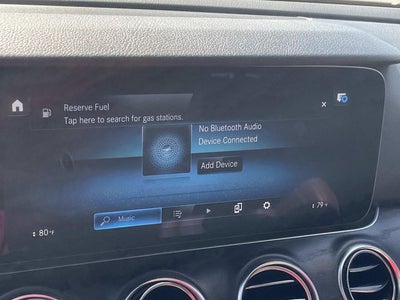 Reserve Fuel
Tap here to search for gas stations.
x
No Bluetooth Audio
Device Connected
Add Device
Music
80°F
79°F